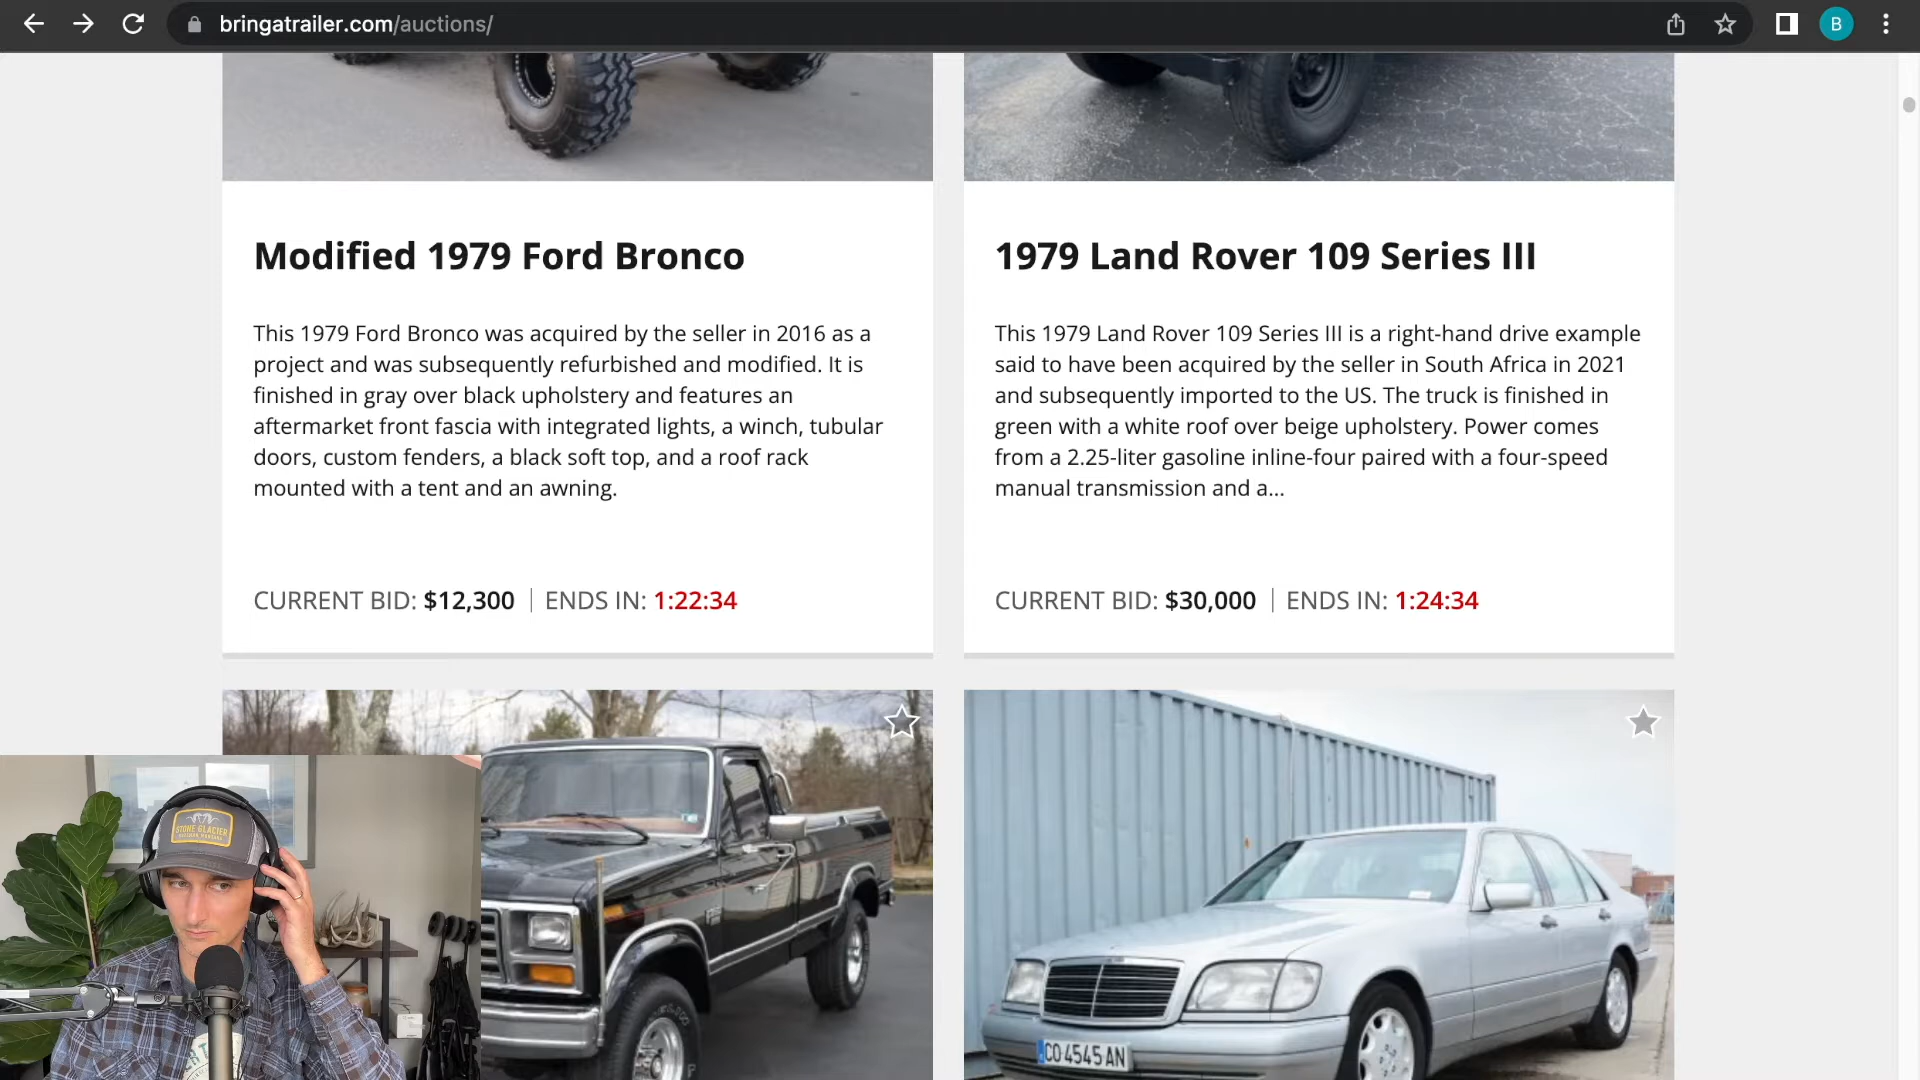 bringatrailer.com/auctions/
B
Modified 1979 Ford Bronco
This 1979 Ford Bronco was acquired by the seller in 2016 as a
project and was subsequently refurbished and modified. It is
finished in gray over black upholstery and features an
aftermarket front fascia with integrated lights, a winch, tubular
doors, custom fenders, a black soft top, and a roof rack
mounted with a tent and an awning.
CURRENT BID: $12,300 | ENDS IN: 1:22:34
1979 Land Rover 109 Series III
This 1979 Land Rover 109 Series III is a right-hand drive example
said to have been acquired by the seller in South Africa in 2021
and subsequently imported to the US. The truck is finished in
green with a white roof over beige upholstery. Power comes
from a 2.25-liter gasoline inline-four paired with a four-speed
manual transmission and a...
CURRENT BID: $30,000 | ENDS IN: 1:24:34
STONE GLACIER
CO 4545 AN